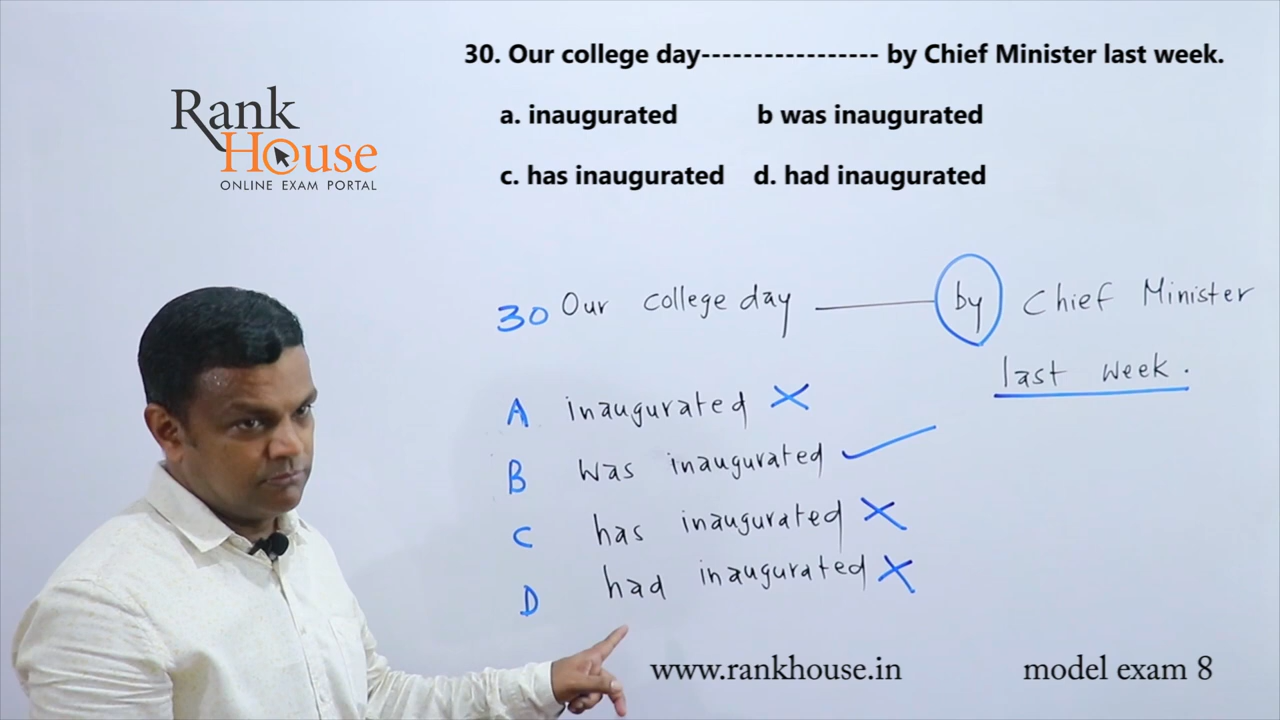 30. Our college day----------------- by Chief Minister last week.
a. inaugurated b was inaugurated
c. has inaugurated d. had inaugurated
Rank
House
ONLINE EXAM PORTAL
30 Our college day ——— by Chief Minister
last week.
A inaugurated ✗
B was inaugurated ✓
C has inaugurated ✗
D had inaugurated ✗
www.rankhouse.in model exam 8